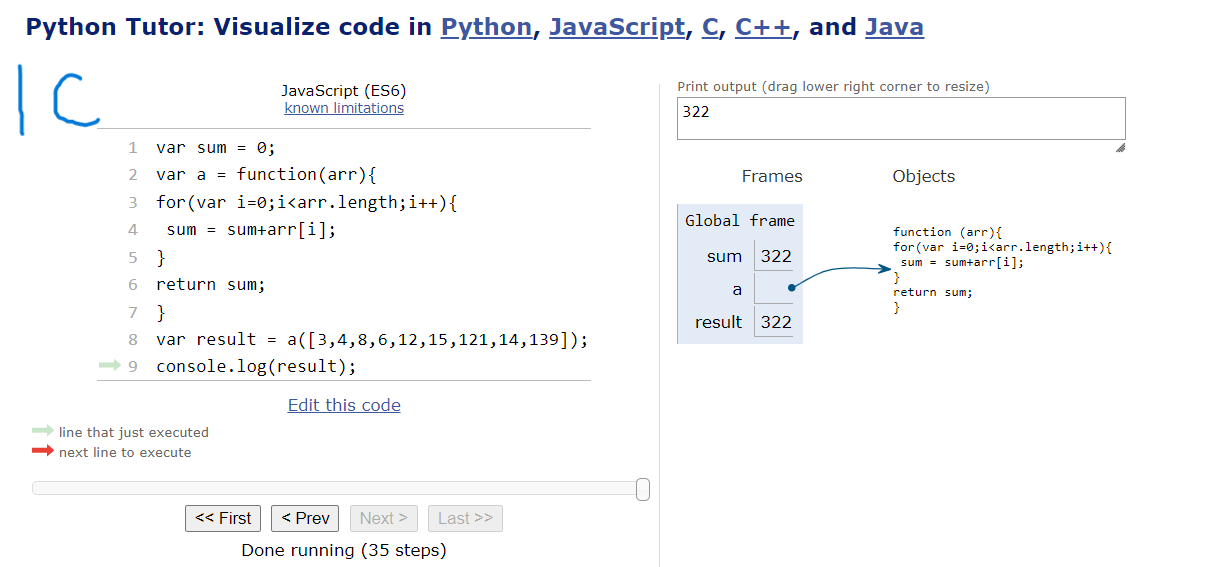 Python Tutor: Visualize code in Python, JavaScript, C, C++, and Java
1C
JavaScript (ES6)
known limitations
1 var sum = 0;
2 var a = function(arr){
3 for(var i=0;i<arr.length;i++){
4 sum = sum+arr[i];
5 }
6 return sum;
7 }
8 var result = a([3,4,8,6,12,15,121,14,139]);
9 console.log(result);
Edit this code
line that just executed
next line to execute
<< First < Prev Next > Last >>
Done running (35 steps)
Print output (drag lower right corner to resize)
322
Frames Objects
Global frame
sum 322
a
result 322
function (arr){
for(var i=0;i<arr.length;i++){
sum = sum+arr[i];
}
return sum;
}